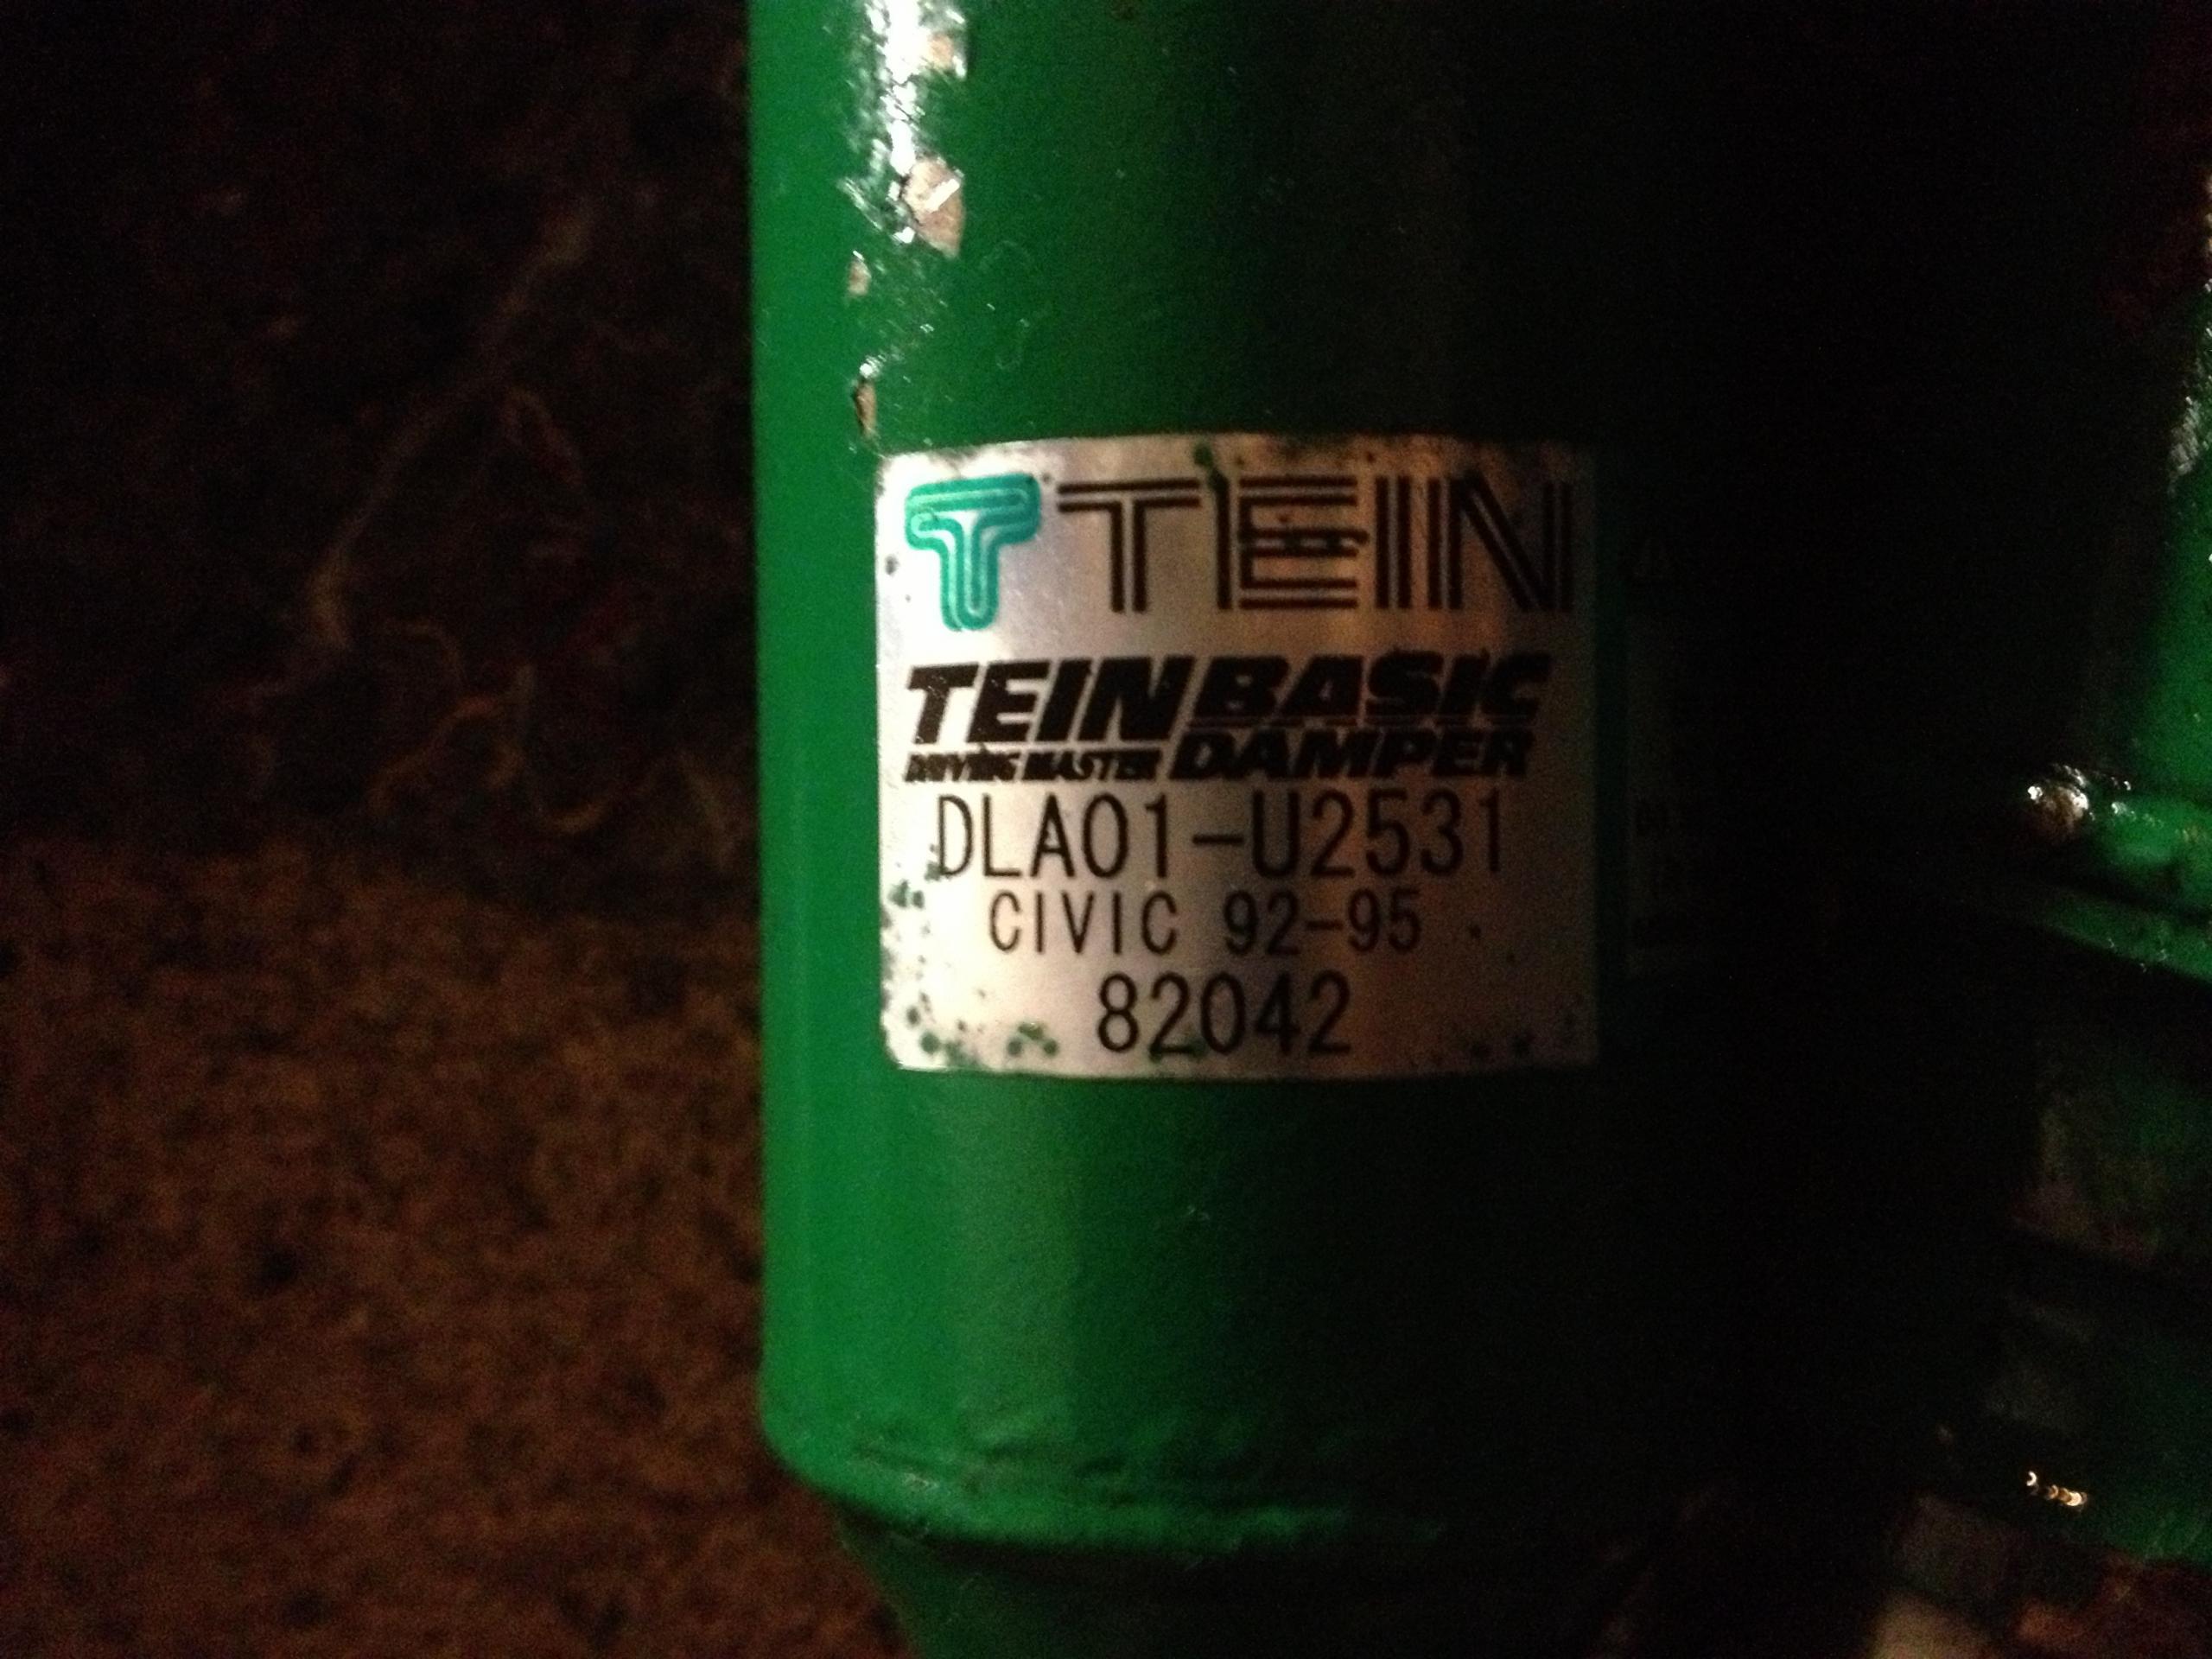 T TEIN
TEIN BASIC
DRIVING MASTER DAMPER
DLA01-U2531
CIVIC 92-95
82042